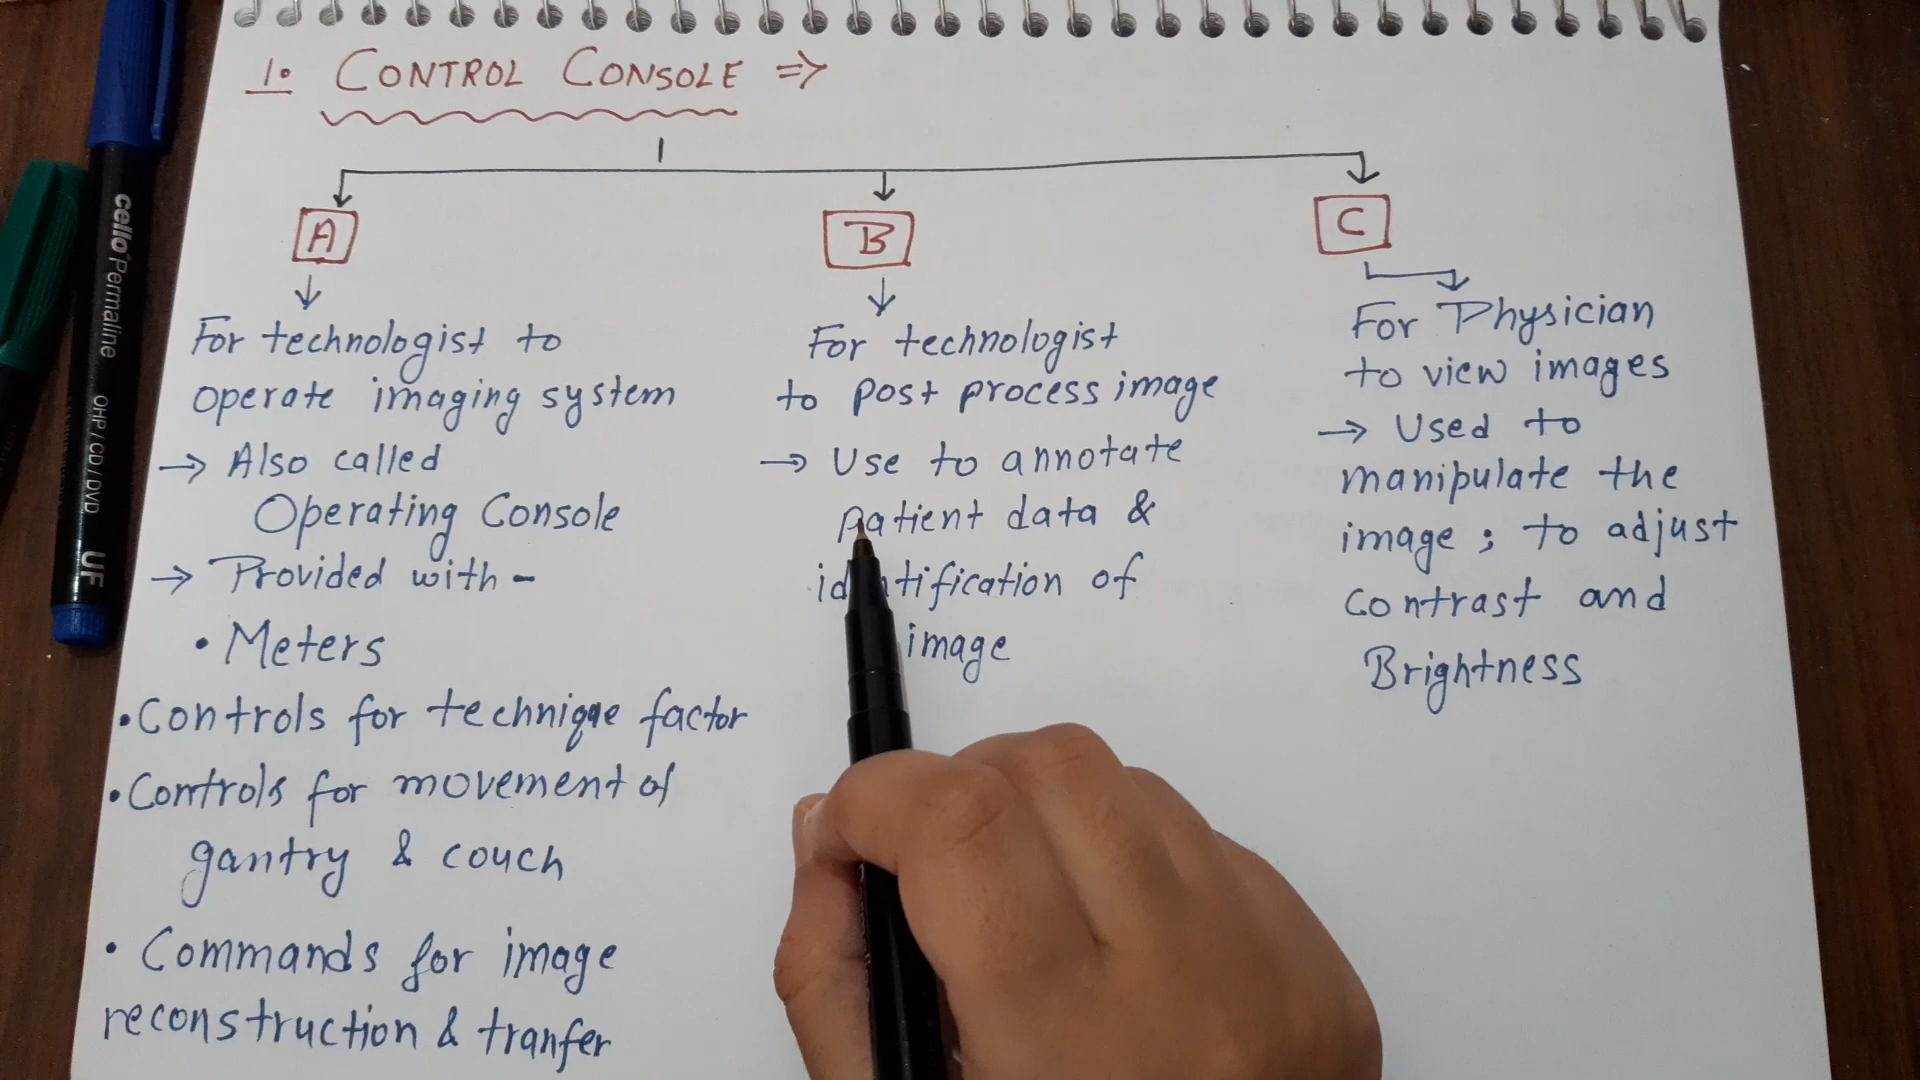 1. CONTROL CONSOLE ⇒
A
For technologist to
operate imaging system
→ Also called
Operating Console
→ Provided with -
• Meters
• Controls for technique factor
• Controls for movement of
gantry & couch
• Commands for image
reconstruction & tranfer
B
For technologist
to post process image
→ Use to annotate
patient data &
identification of
image
C
For Physician
to view images
→ Used to
manipulate the
image ; to adjust
contrast and
Brightness
cello Permaline OHP / CD / DVD UF